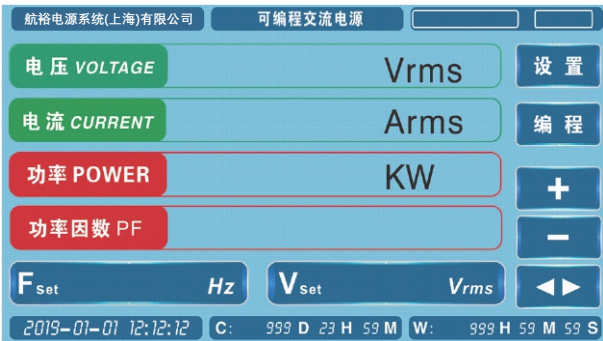 航裕电源系统(上海)有限公司 可编程交流电源
电压 VOLTAGE Vrms 设置
电流 CURRENT Arms 编程
功率 POWER KW +
功率因数 PF −
Fset Hz Vset Vrms ◀▶
2019-01-01 12:12:12 C: 999 D 23 H 59 M W: 999 H 59 M 59 S